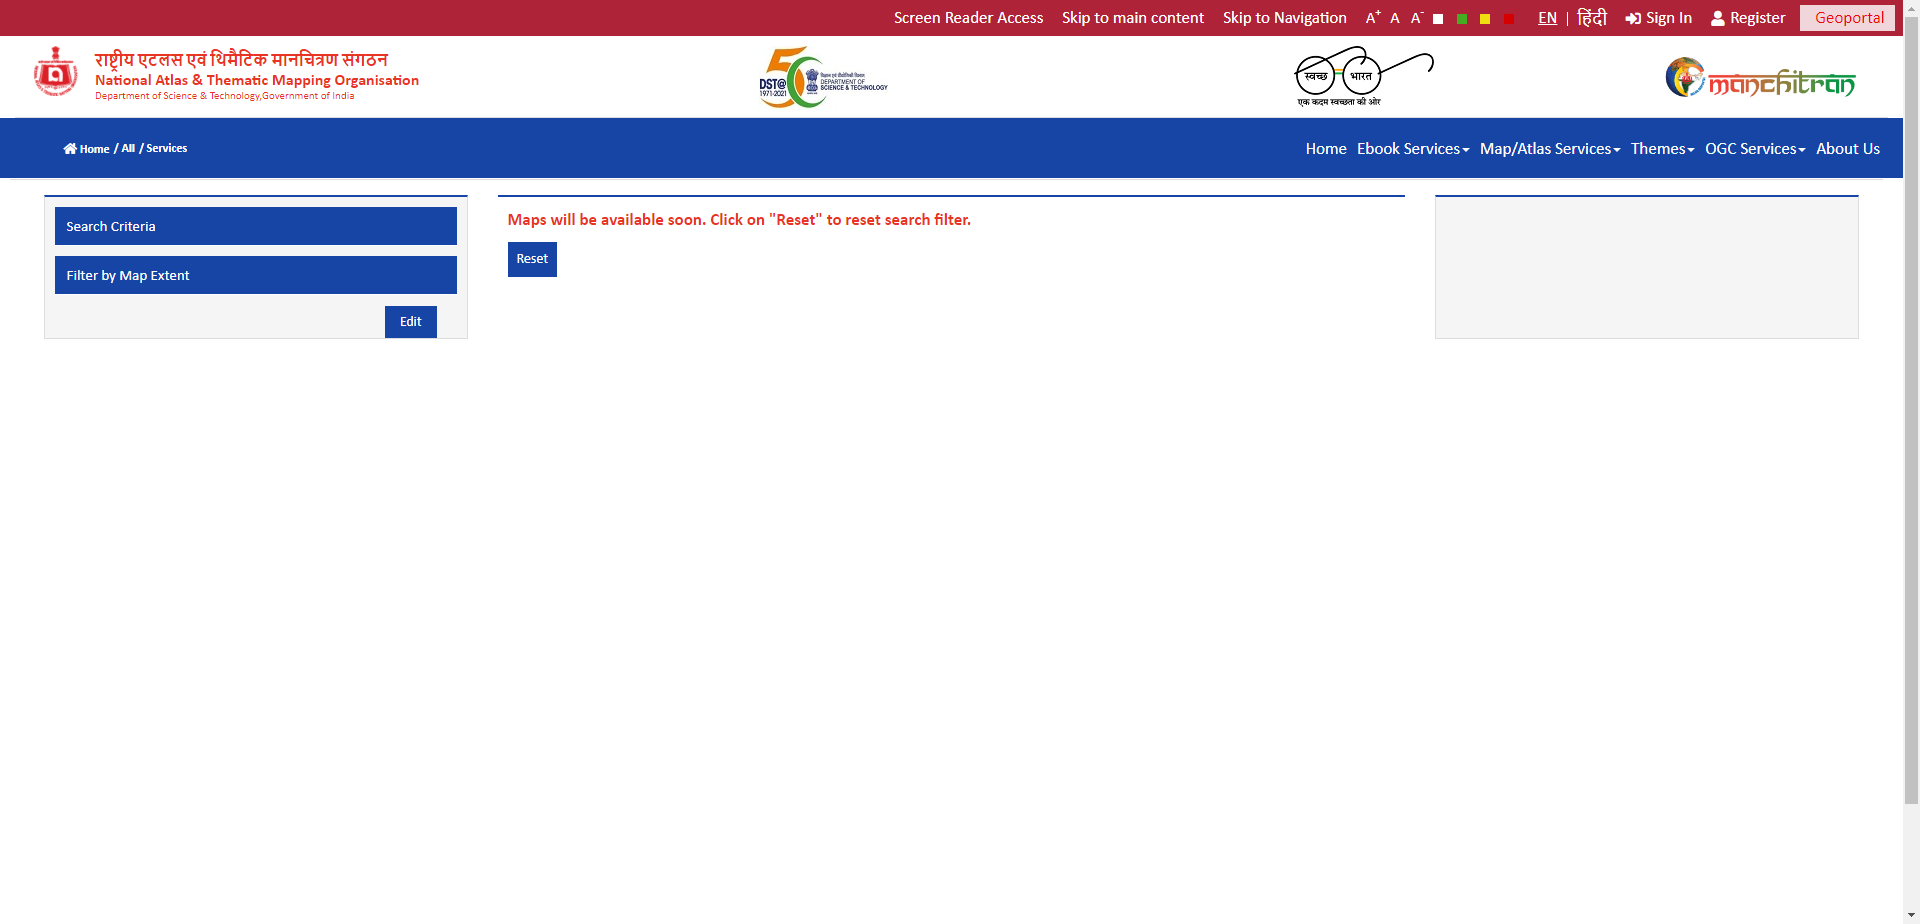 Screen Reader Access Skip to main content Skip to Navigation A+ A A- EN | हिंदी Sign In Register Geoportal
राष्ट्रीय एटलस एवं थिमैटिक मानचित्रण संगठन
National Atlas & Thematic Mapping Organisation
Department of Science & Technology,Government of India
50
DST@
1971-2021
DEPARTMENT OF
SCIENCE & TECHNOLOGY
स्वच्छ भारत
एक कदम स्वच्छता की ओर
manchitran
Home / All / Services
Home Ebook Services Map/Atlas Services Themes OGC Services About Us
Search Criteria
Filter by Map Extent
Edit
Maps will be available soon. Click on "Reset" to reset search filter.
Reset